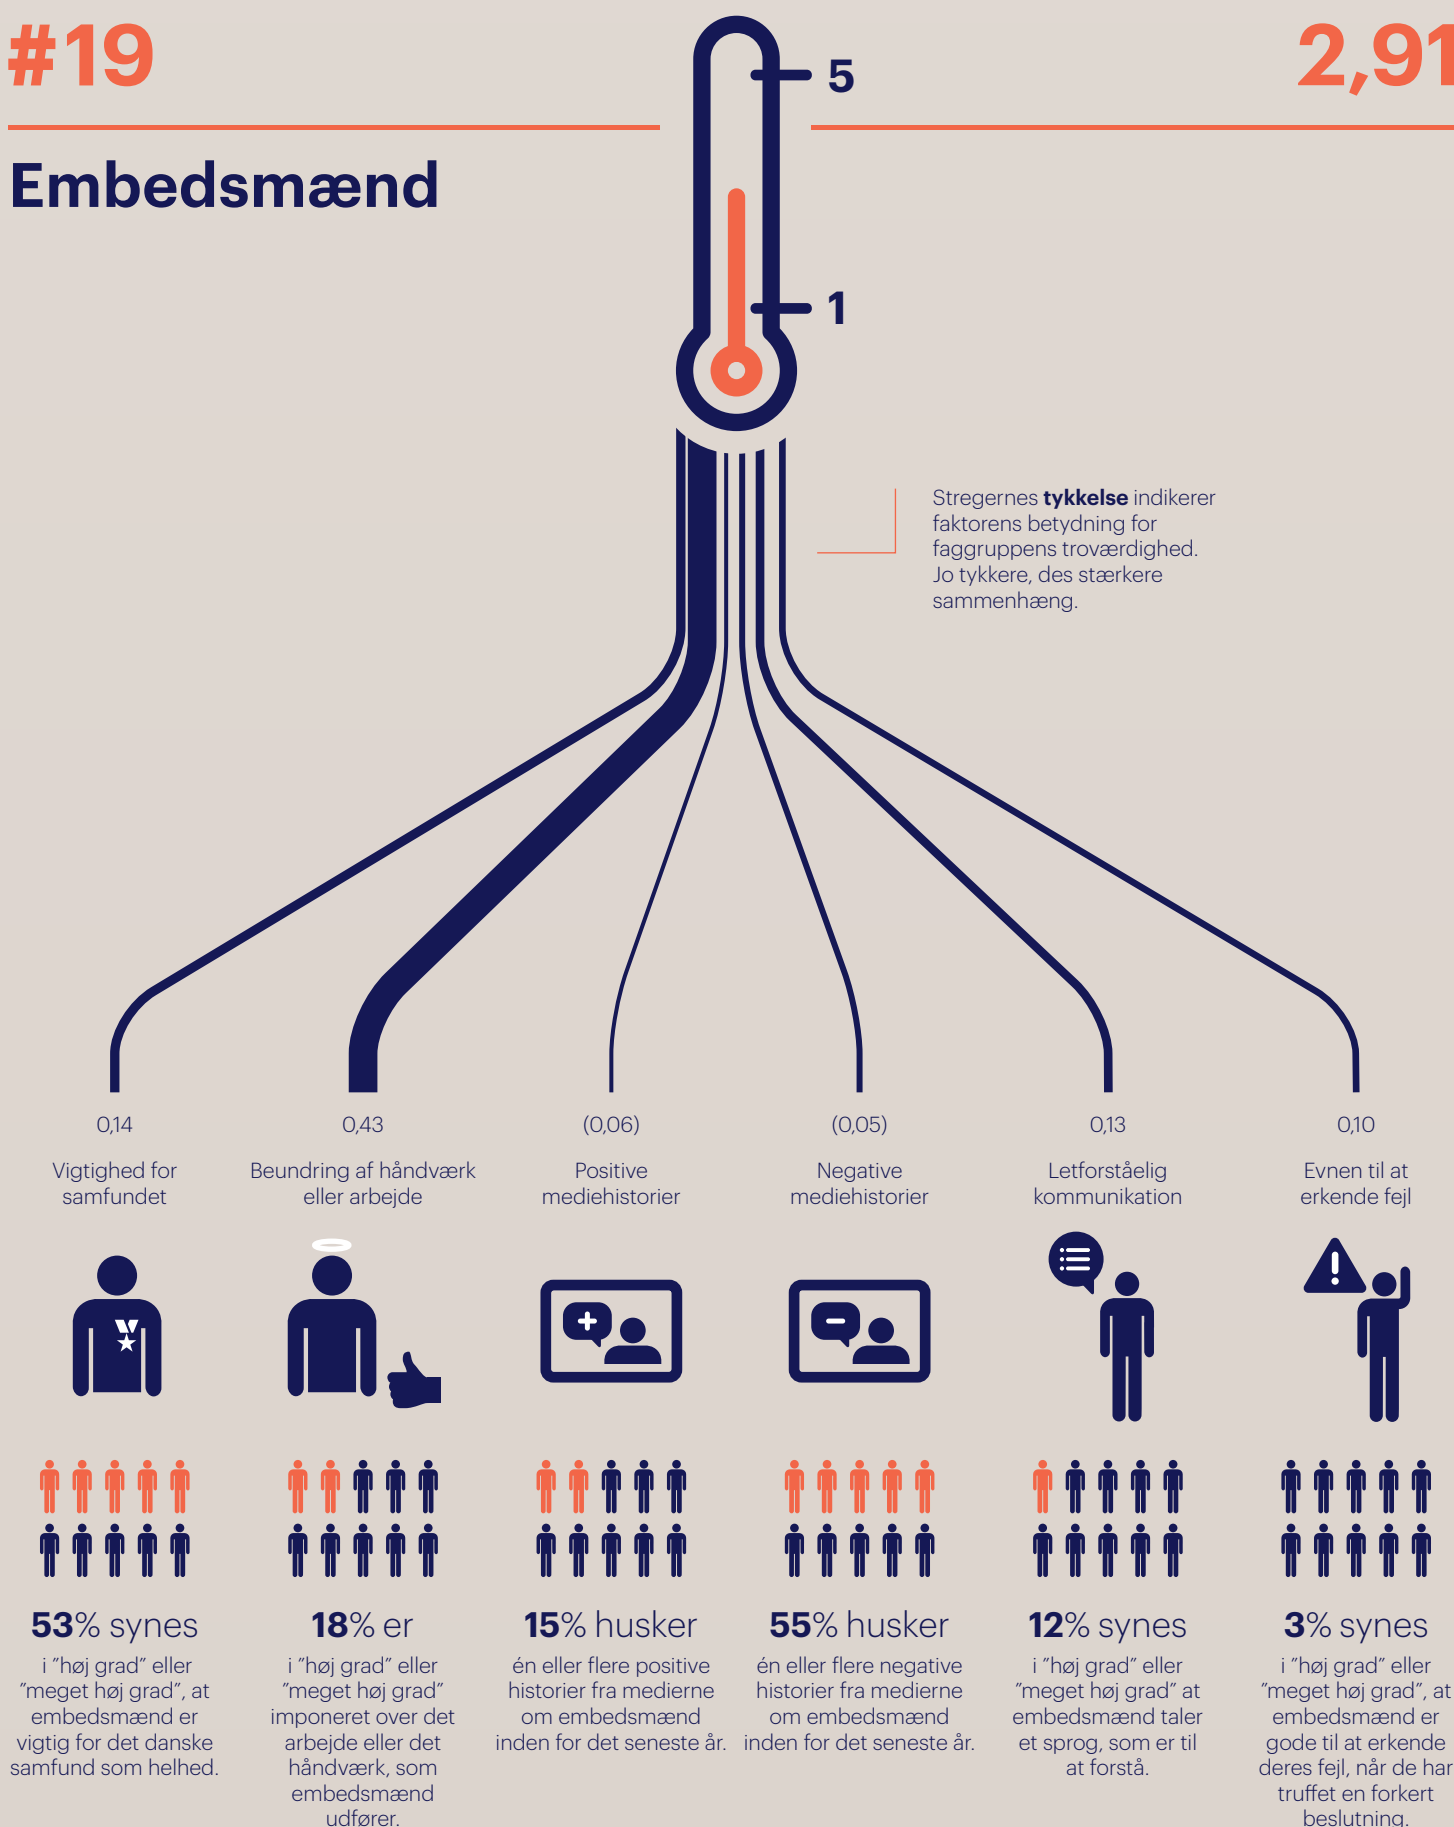 #19
2,91
5
1
Embedsmænd
Stregernes tykkelse indikerer
faktorens betydning for
faggruppens troværdighed.
Jo tykkere, des stærkere
sammenhæng.
0,14
Vigtighed for
samfundet
0,43
Beundring af håndværk
eller arbejde
(0,06)
Positive
mediehistorier
(0,05)
Negative
mediehistorier
0,13
Letforståelig
kommunikation
0,10
Evnen til at
erkende fejl
53% synes
i ”høj grad” eller
”meget høj grad”, at
embedsmænd er
vigtig for det danske
samfund som helhed.
18% er
i ”høj grad” eller
”meget høj grad”
imponeret over det
arbejde eller det
håndværk, som
embedsmænd
udfører.
15% husker
én eller flere positive
historier fra medierne
om embedsmænd
inden for det seneste år.
55% husker
én eller flere negative
historier fra medierne
om embedsmænd
inden for det seneste år.
12% synes
i ”høj grad” eller
”meget høj grad” at
embedsmænd taler
et sprog, som er til
at forstå.
3% synes
i ”høj grad” eller
”meget høj grad”, at
embedsmænd er
gode til at erkende
deres fejl, når de har
truffet en forkert
beslutning.